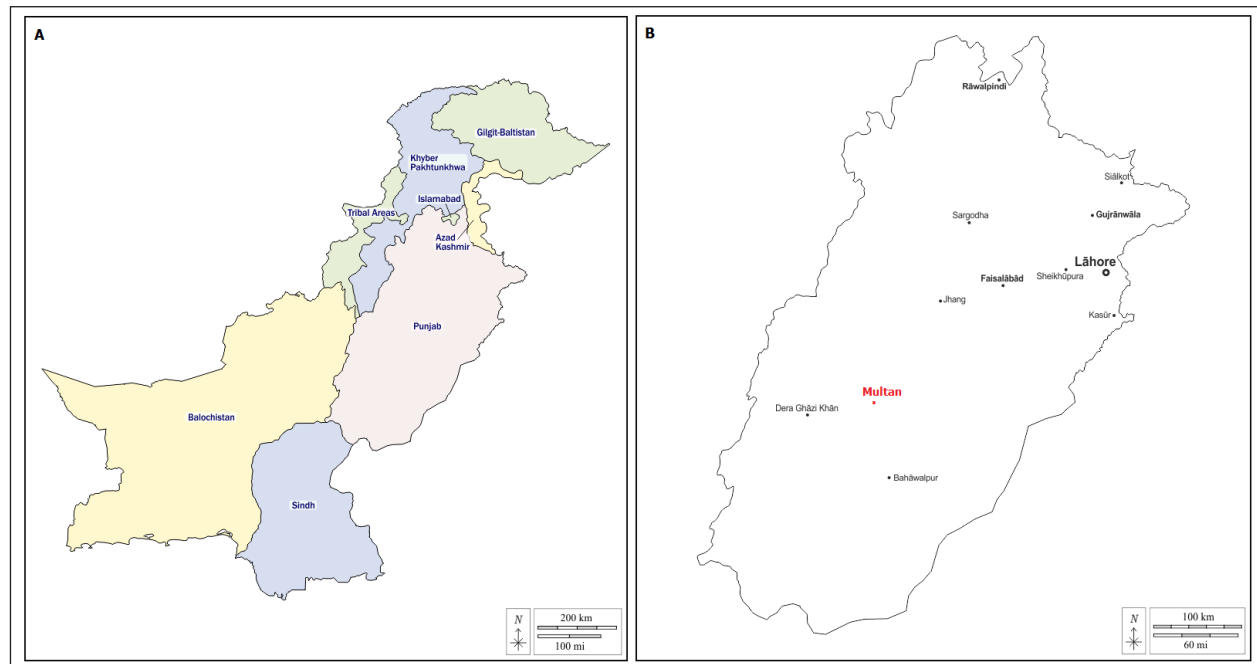 A
Gilgit-Baltistan
Khyber
Pakhtunkhwa
Islamabad
Tribal Areas
Azad
Kashmir
Punjab
Balochistan
Sindh
N
200 km
100 mi
B
Rāwalpindi
Siālkot
Gujrānwāla
Sargodha
Lāhore
Sheikhūpura
Faisalābād
Jhang
Kasūr
Multan
Dera Ghāzi Khān
Bahāwalpur
N
100 km
60 mi